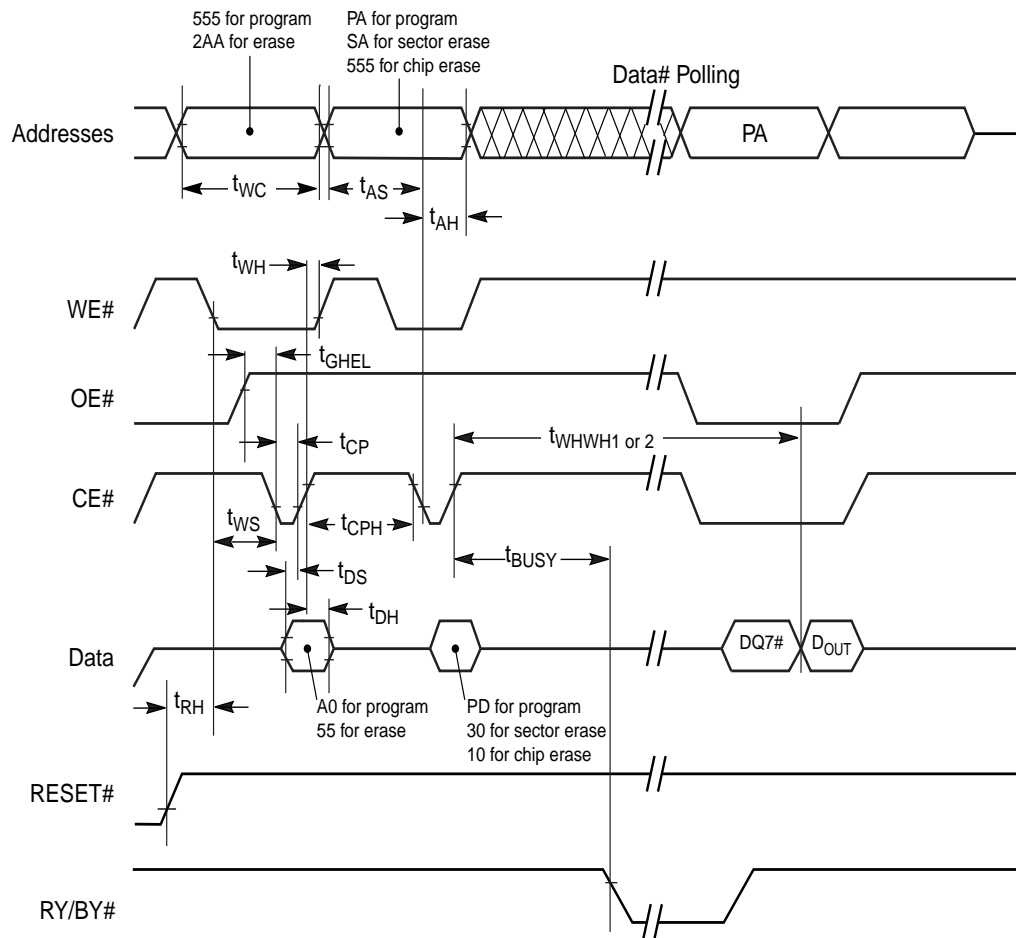 555 for program
2AA for erase
PA for program
SA for sector erase
555 for chip erase
Data# Polling
Addresses
PA
tWC
tAS
tAH
tWH
WE#
tGHEL
OE#
tCP
tWHWH1 or 2
CE#
tWS
tCPH
tBUSY
tDS
tDH
Data
DQ7#
DOUT
tRH
A0 for program
55 for erase
PD for program
30 for sector erase
10 for chip erase
RESET#
RY/BY#